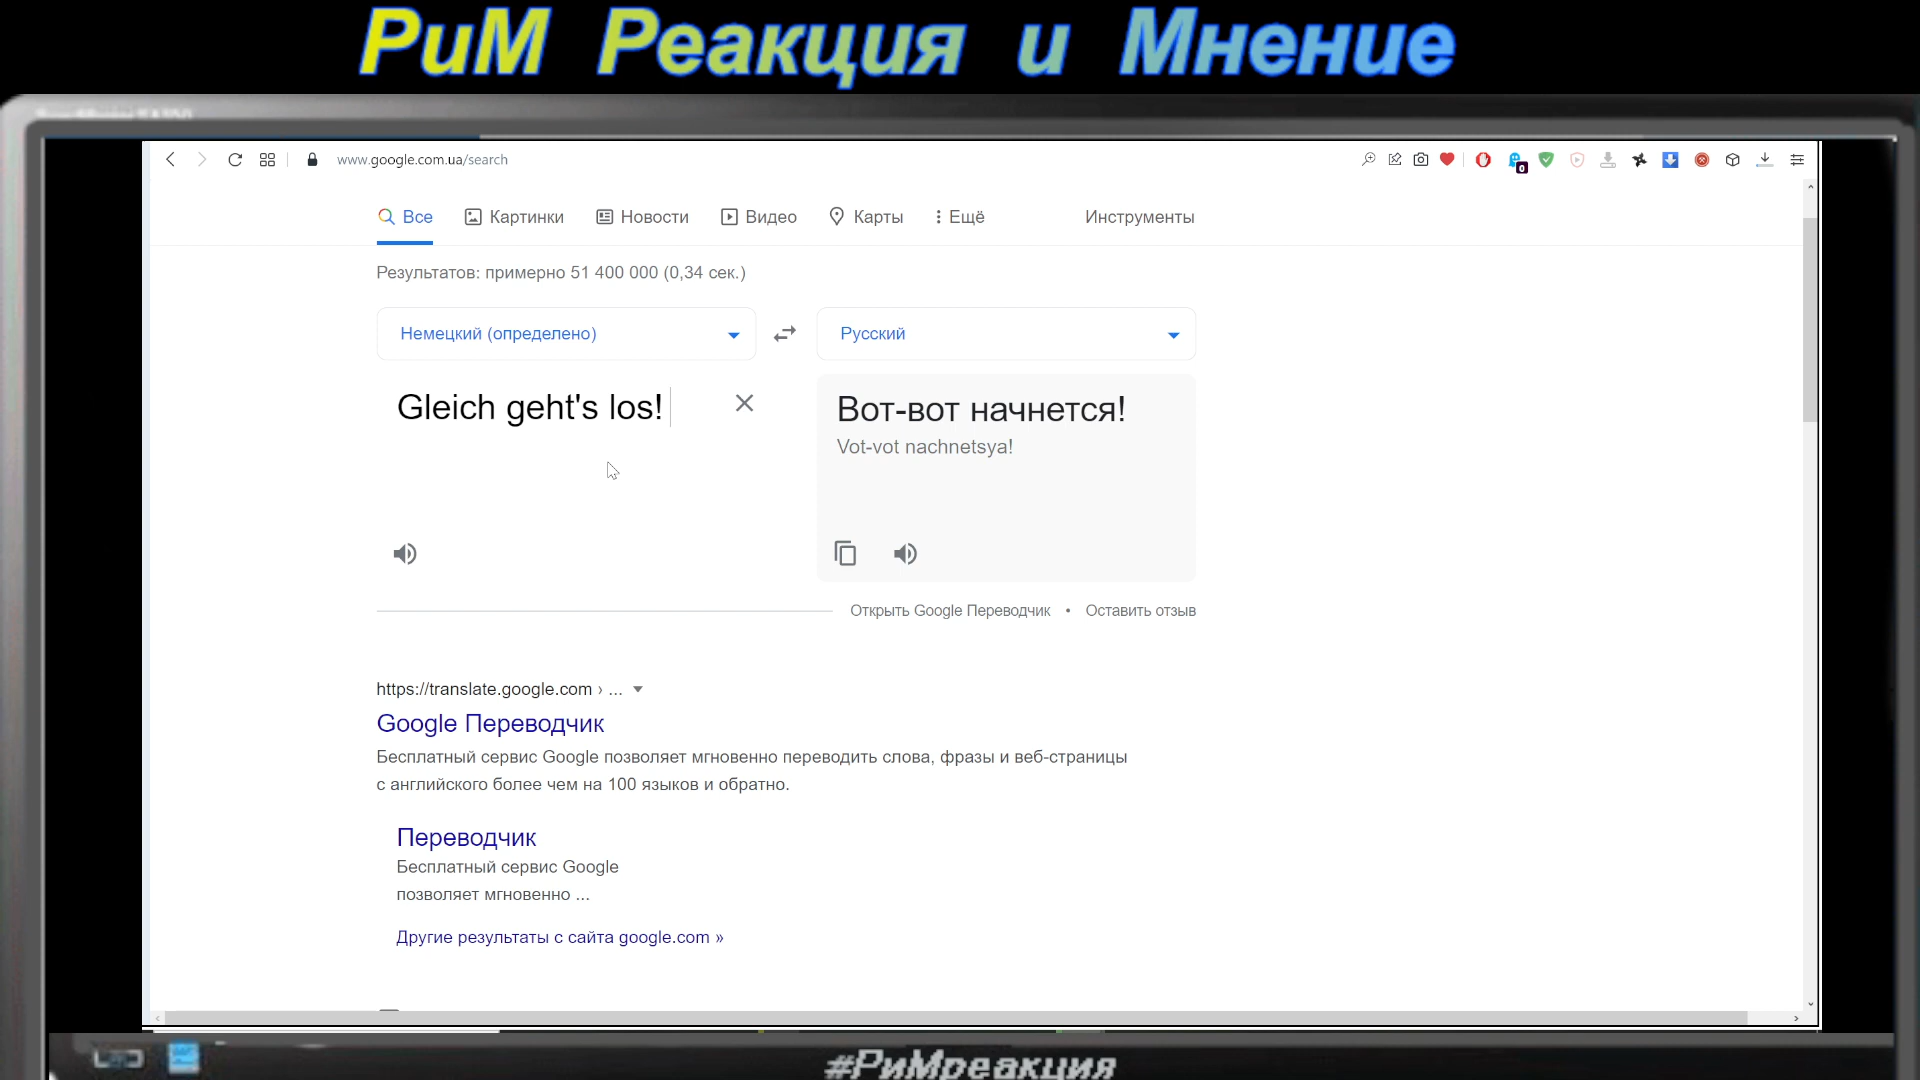 РиМ Реакция и Мнение
www.google.com.ua/search
0
Все Картинки Новости Видео Карты Ещё Инструменты
Результатов: примерно 51 400 000 (0,34 сек.)
Немецкий (определено)
Русский
Gleich geht's los!
Вот-вот начнется!
Vot-vot nachnetsya!
Открыть Google Переводчик • Оставить отзыв
https://translate.google.com › ...
Google Переводчик
Бесплатный сервис Google позволяет мгновенно переводить слова, фразы и веб-страницы
с английского более чем на 100 языков и обратно.
Переводчик
Бесплатный сервис Google
позволяет мгновенно ...
Другие результаты с сайта google.com »
#РиМреакция